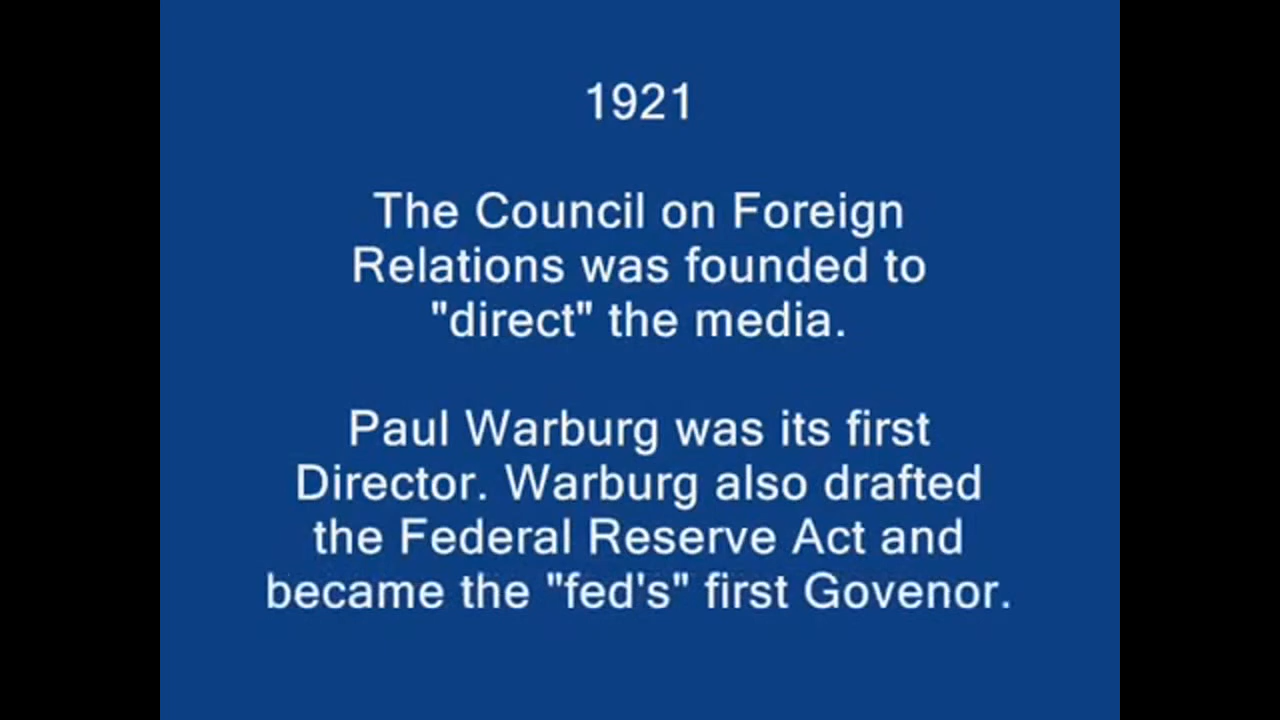 1921
The Council on Foreign
Relations was founded to
"direct" the media.
Paul Warburg was its first
Director. Warburg also drafted
the Federal Reserve Act and
became the "fed's" first Govenor.